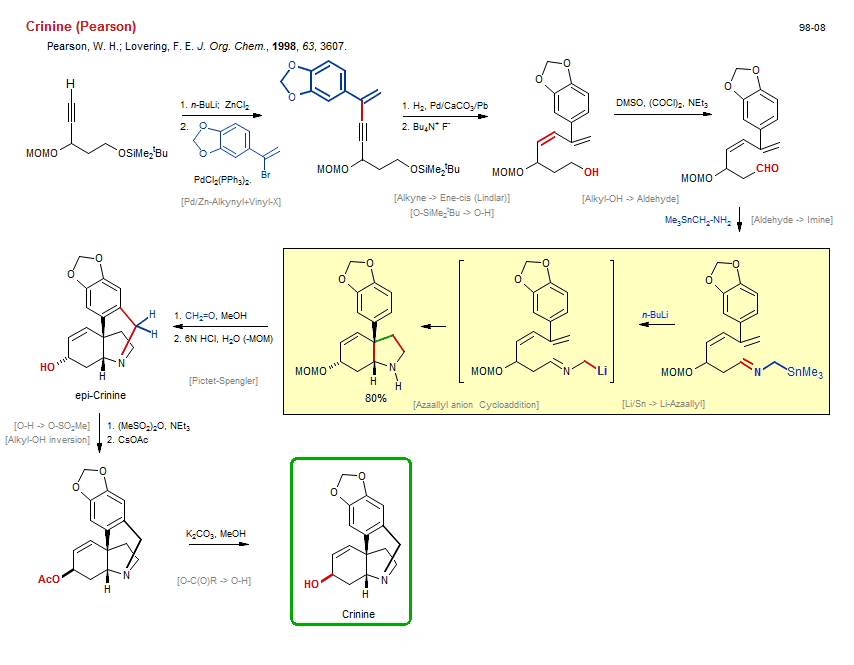 Crinine (Pearson)
98-08
Pearson, W. H.; Lovering, F. E. J. Org. Chem., 1998, 63, 3607.
H
MOMO
OSiMe₂ᵗBu
1. n-BuLi; ZnCl₂
2.
O
O
Br
PdCl₂(PPh₃)₂.
[Pd/Zn-Alkynyl+Vinyl-X]
O
O
MOMO
OSiMe₂ᵗBu
1. H₂, Pd/CaCO₃/Pb
2. Bu₄N⁺ F⁻
[Alkyne -> Ene-cis (Lindlar)]
[O-SiMe₂ᵗBu -> O-H]
O
O
MOMO
OH
DMSO, (COCl)₂, NEt₃
[Alkyl-OH -> Aldehyde]
O
O
MOMO
CHO
Me₃SnCH₂-NH₂
[Aldehyde -> Imine]
O
O
MOMO
N
SnMe₃
n-BuLi
[Li/Sn -> Li-Azaallyl]
O
O
MOMO
N
Li
[Azaallyl anion Cycloaddition]
O
O
MOMO
N
H
H
80%
1. CH₂=O, MeOH
2. 6N HCl, H₂O (-MOM)
[Pictet-Spengler]
O
O
H
H
HO
N
H
epi-Crinine
[O-H -> O-SO₂Me]
[Alkyl-OH inversion]
1. (MeSO₂)₂O, NEt₃
2. CsOAc
O
O
AcO
N
H
K₂CO₃, MeOH
[O-C(O)R -> O-H]
O
O
HO
N
H
Crinine